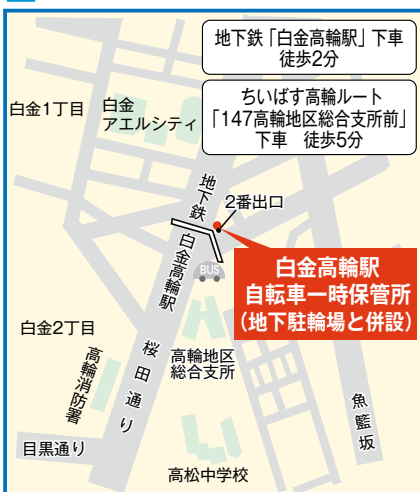 地下鉄「白金高輪駅」下車
徒歩2分
ちいばす高輪ルート
「147高輪地区総合支所前」
下車　徒歩5分
白金1丁目
白金
アエルシティ
地下鉄
白金高輪駅
2番出口
BUS
白金高輪駅
自転車一時保管所
(地下駐輪場と併設)
白金2丁目
高輪消防署
桜田通り
高輪地区
総合支所
魚籃坂
目黒通り
高松中学校